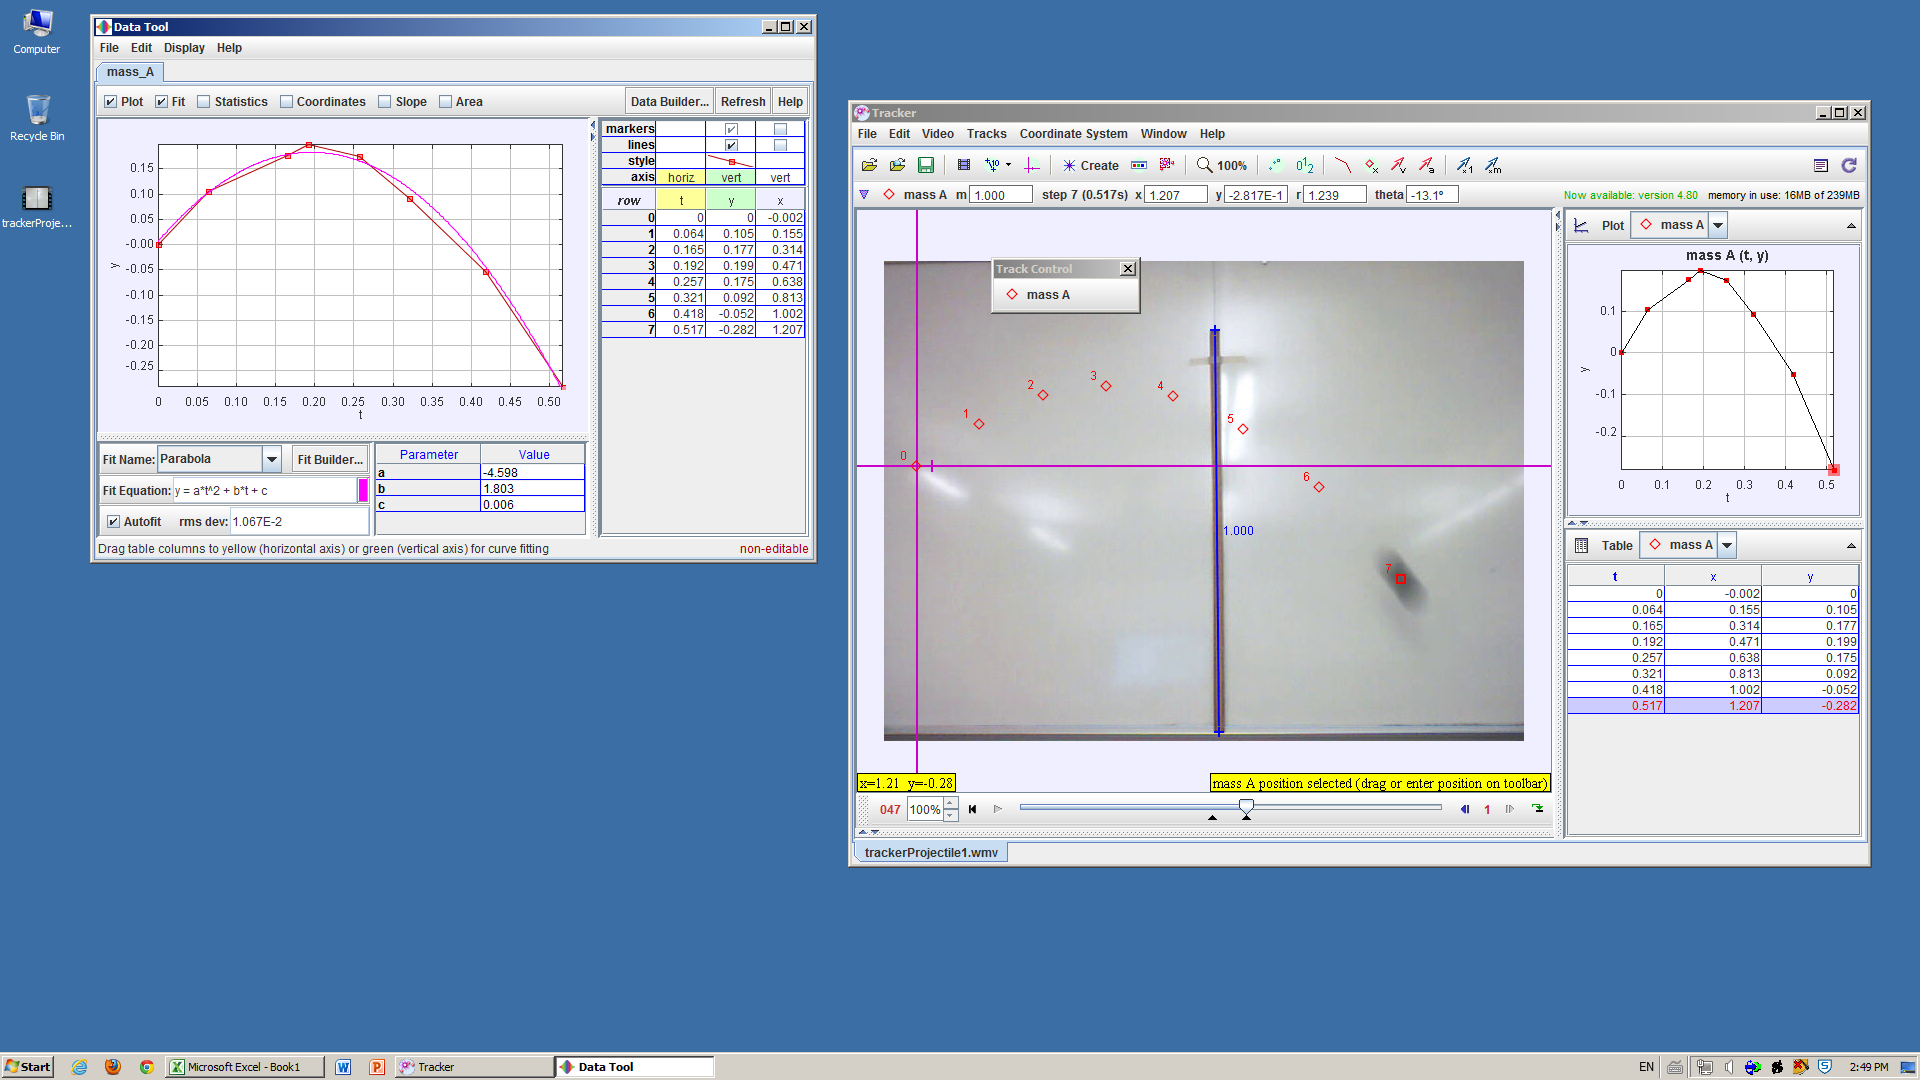 Computer
Recycle Bin
trackerProje...
Data Tool
File Edit Display Help
mass_A
Plot Fit Statistics Coordinates Slope Area
Data Builder... Refresh Help
0.15
0.10
0.05
-0.00
-0.05
-0.10
-0.15
-0.20
-0.25
y
0 0.05 0.10 0.15 0.20 0.25 0.30 0.35 0.40 0.45 0.50
t
markers
lines
style
axis horiz vert vert
row t y x
0 0 0 -0.002
1 0.064 0.105 0.155
2 0.165 0.177 0.314
3 0.192 0.199 0.471
4 0.257 0.175 0.638
5 0.321 0.092 0.813
6 0.418 -0.052 1.002
7 0.517 -0.282 1.207
Fit Name: Parabola Fit Builder...
Fit Equation: y = a*t^2 + b*t + c
Autofit rms dev: 1.067E-2
Parameter Value
a -4.598
b 1.803
c 0.006
Drag table columns to yellow (horizontal axis) or green (vertical axis) for curve fitting
non-editable
Tracker
File Edit Video Tracks Coordinate System Window Help
Create 100%
mass A m 1.000 step 7 (0.517s) x 1.207 y -2.817E-1 r 1.239 theta -13.1°
Now available: version 4.80 memory in use: 16MB of 239MB
Track Control
mass A
0
1
2
3
4
5
6
7
1.000
x=1.21 y=-0.28
mass A position selected (drag or enter position on toolbar)
047 100% 1
trackerProjectile1.wmv
Plot mass A
mass A (t, y)
0.1
0
-0.1
-0.2
y
0 0.1 0.2 0.3 0.4 0.5
t
Table mass A
t x y
0 -0.002 0
0.064 0.155 0.105
0.165 0.314 0.177
0.192 0.471 0.199
0.257 0.638 0.175
0.321 0.813 0.092
0.418 1.002 -0.052
0.517 1.207 -0.282
Start Microsoft Excel - Book1 Tracker Data Tool EN 2:49 PM